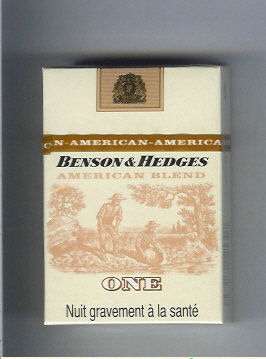 N-AMERICAN-AMERICA
BENSON & HEDGES
AMERICAN BLEND
ONE
Nuit gravement à la santé